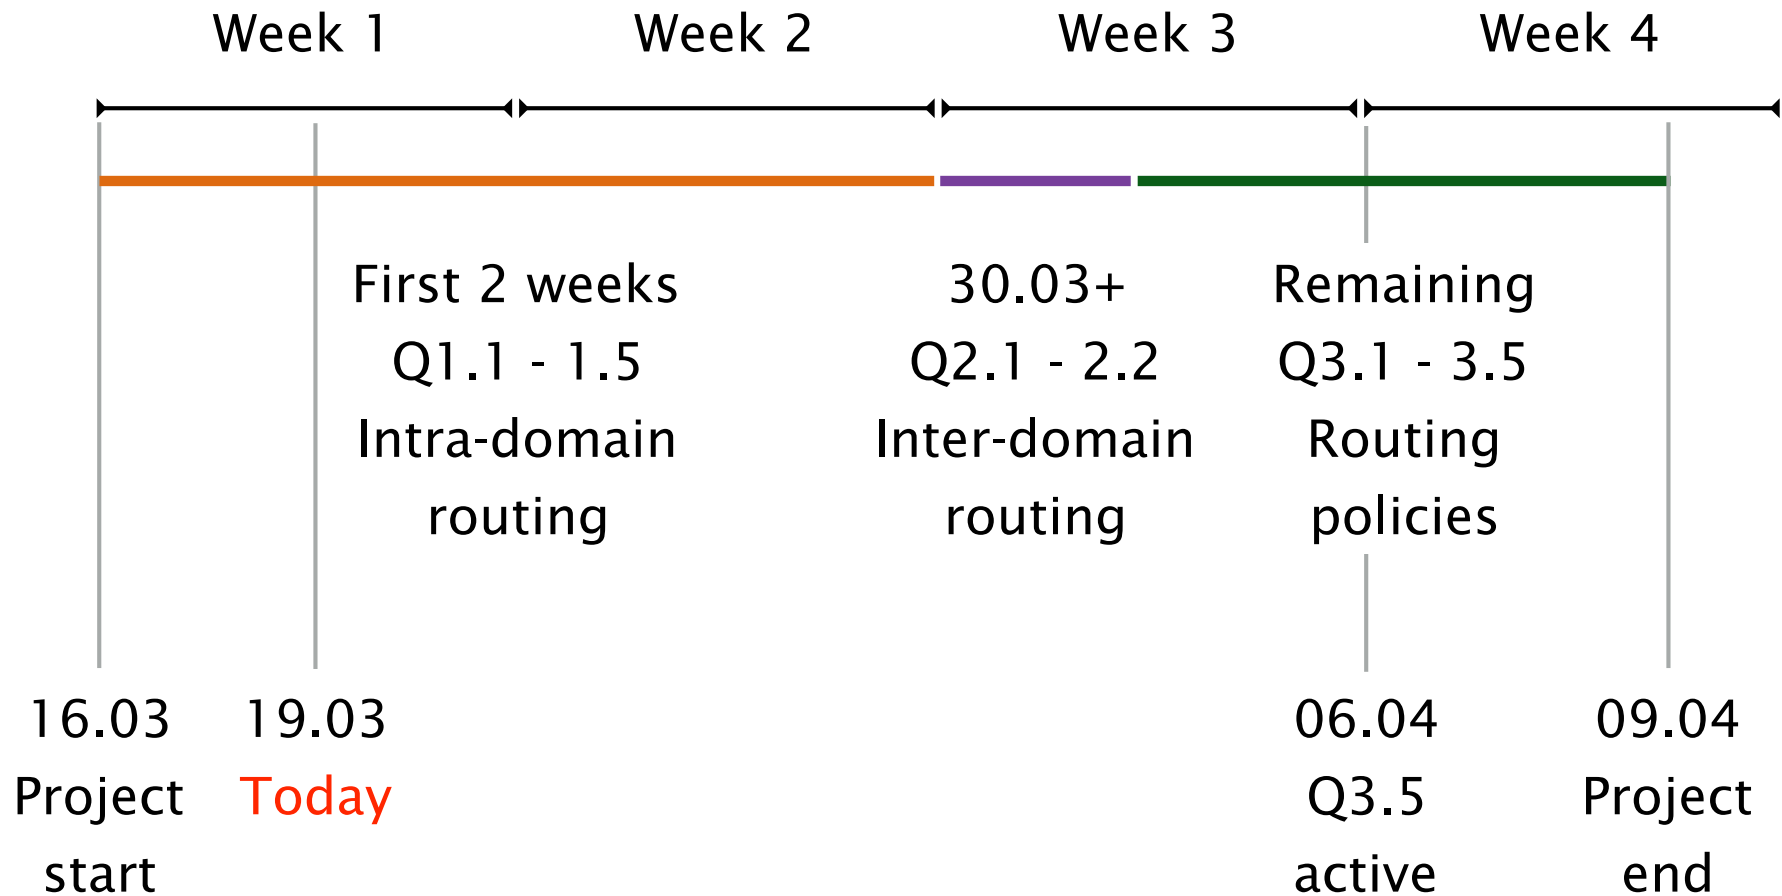 Week 1
Week 2
Week 3
Week 4
First 2 weeks
Q1.1 - 1.5
Intra-domain
routing
30.03+
Q2.1 - 2.2
Inter-domain
routing
Remaining
Q3.1 - 3.5
Routing
policies
16.03
Project
start
19.03
Today
06.04
Q3.5
active
09.04
Project
end